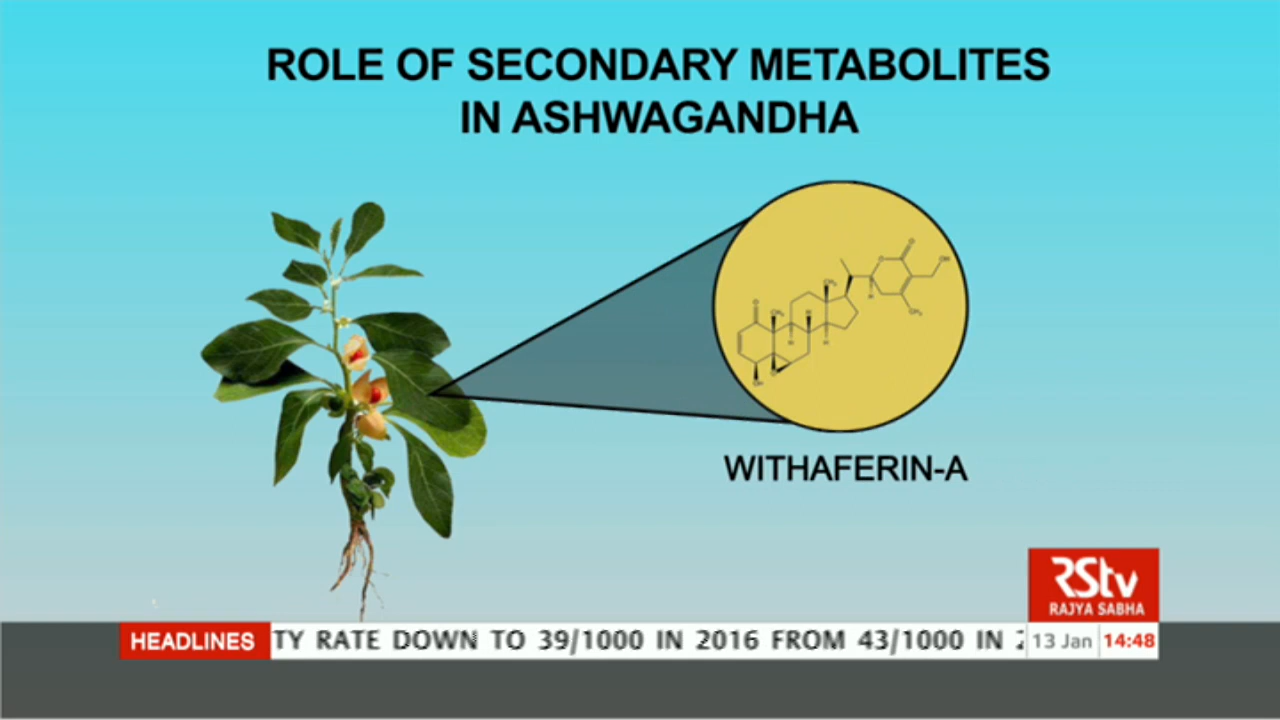 ROLE OF SECONDARY METABOLITES
IN ASHWAGANDHA
WITHAFERIN-A
RStv
RAJYA SABHA
HEADLINES
TY RATE DOWN TO 39/1000 IN 2016 FROM 43/1000 IN
13 Jan
14:48